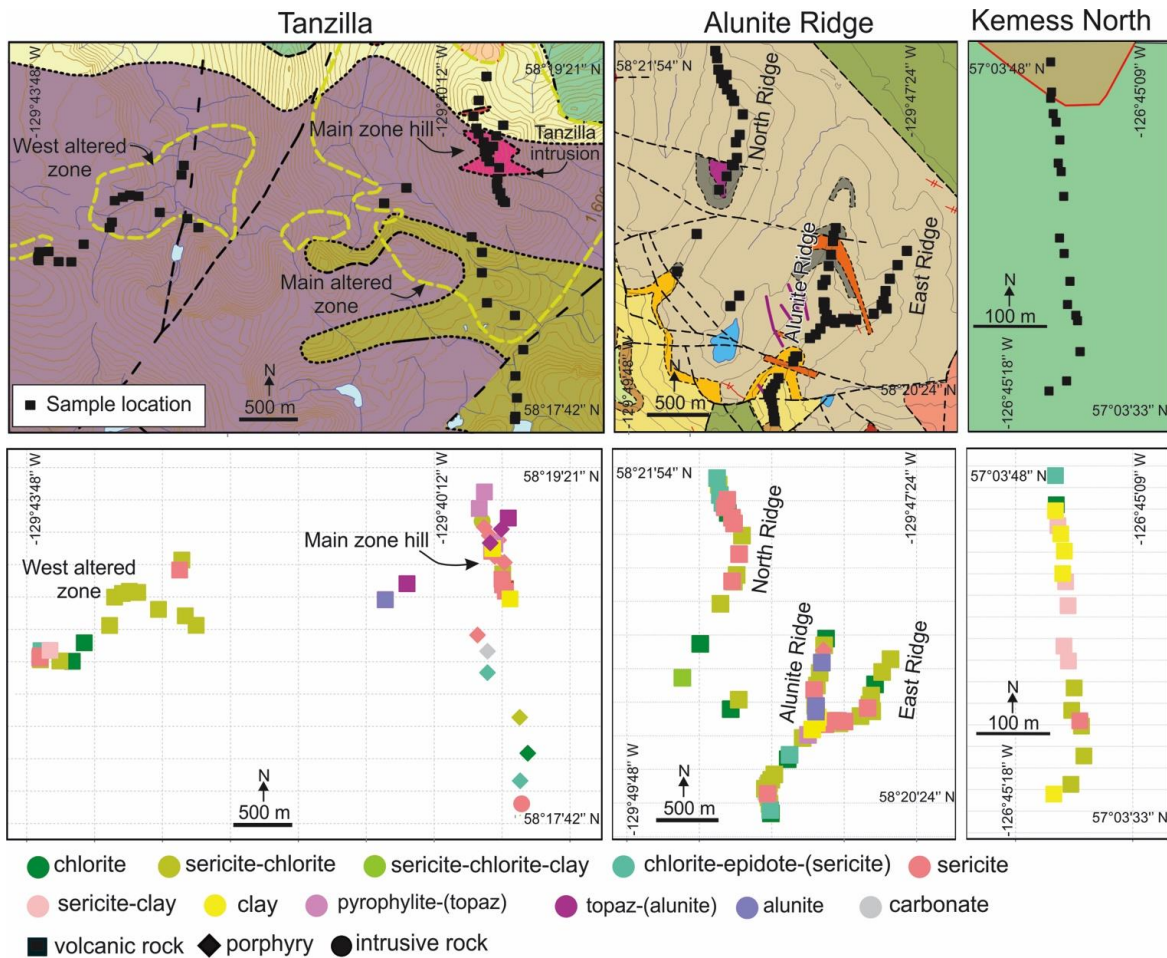 Tanzilla
Alunite Ridge
Kemess North
-129°43'48" W
-129°40'12" W
58°19'21" N
Main zone hill
West altered
zone
Tanzilla
intrusion
Main altered
zone
N
500 m
Sample location
58°17'42" N
58°21'54" N
-129°47'24" W
North Ridge
Alunite Ridge
East Ridge
-129°49'48" W
N
500 m
58°20'24" N
57°03'48" N
-126°45'09" W
N
100 m
-126°45'18" W
57°03'33" N
-129°43'48" W
-129°40'12" W
58°19'21" N
Main zone hill
West altered
zone
N
500 m
58°17'42" N
58°21'54" N
-129°47'24" W
North Ridge
Alunite Ridge
East Ridge
-129°49'48" W
N
500 m
58°20'24" N
57°03'48" N
-126°45'09" W
N
100 m
-126°45'18" W
57°03'33" N
chlorite sericite-chlorite sericite-chlorite-clay chlorite-epidote-(sericite) sericite
sericite-clay clay pyrophylite-(topaz) topaz-(alunite) alunite carbonate
volcanic rock porphyry intrusive rock